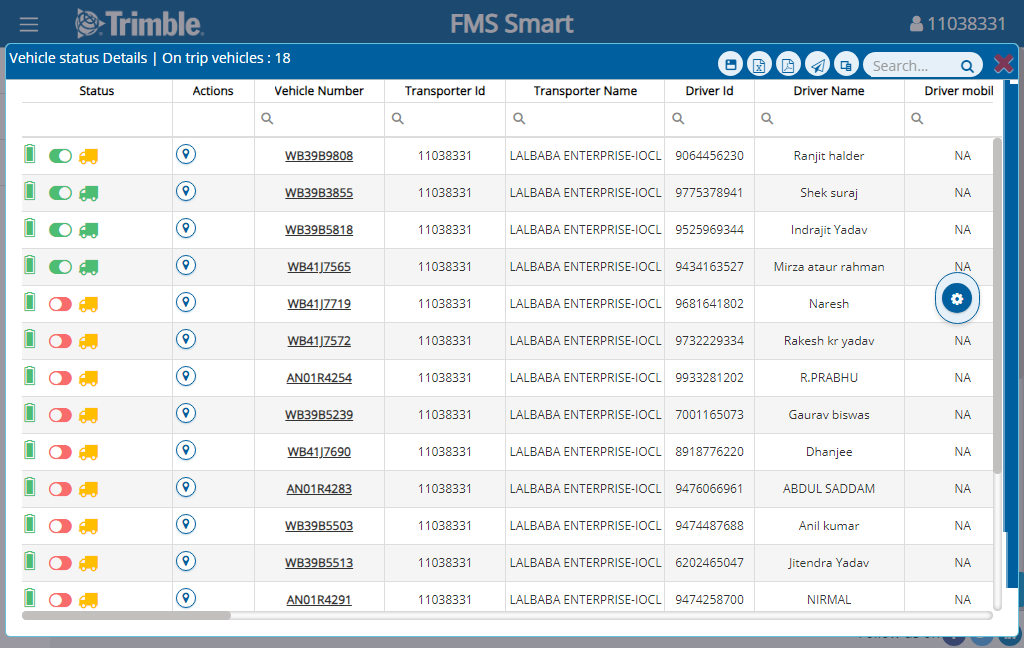 Trimble.
FMS Smart
11038331
Vehicle status Details | On trip vehicles : 18
Search...
Status Actions Vehicle Number Transporter Id Transporter Name Driver Id Driver Name Driver mobil
WB39B9808 11038331 LALBABA ENTERPRISE-IOCL 9064456230 Ranjit halder NA
WB39B3855 11038331 LALBABA ENTERPRISE-IOCL 9775378941 Shek suraj NA
WB39B5818 11038331 LALBABA ENTERPRISE-IOCL 9525969344 Indrajit Yadav NA
WB41J7565 11038331 LALBABA ENTERPRISE-IOCL 9434163527 Mirza ataur rahman NA
WB41J7719 11038331 LALBABA ENTERPRISE-IOCL 9681641802 Naresh
WB41J7572 11038331 LALBABA ENTERPRISE-IOCL 9732229334 Rakesh kr yadav NA
AN01R4254 11038331 LALBABA ENTERPRISE-IOCL 9933281202 R.PRABHU NA
WB39B5239 11038331 LALBABA ENTERPRISE-IOCL 7001165073 Gaurav biswas NA
WB41J7690 11038331 LALBABA ENTERPRISE-IOCL 8918776220 Dhanjee NA
AN01R4283 11038331 LALBABA ENTERPRISE-IOCL 9476066961 ABDUL SADDAM NA
WB39B5503 11038331 LALBABA ENTERPRISE-IOCL 9474487688 Anil kumar NA
WB39B5513 11038331 LALBABA ENTERPRISE-IOCL 6202465047 Jitendra Yadav NA
AN01R4291 11038331 LALBABA ENTERPRISE-IOCL 9474258700 NIRMAL NA